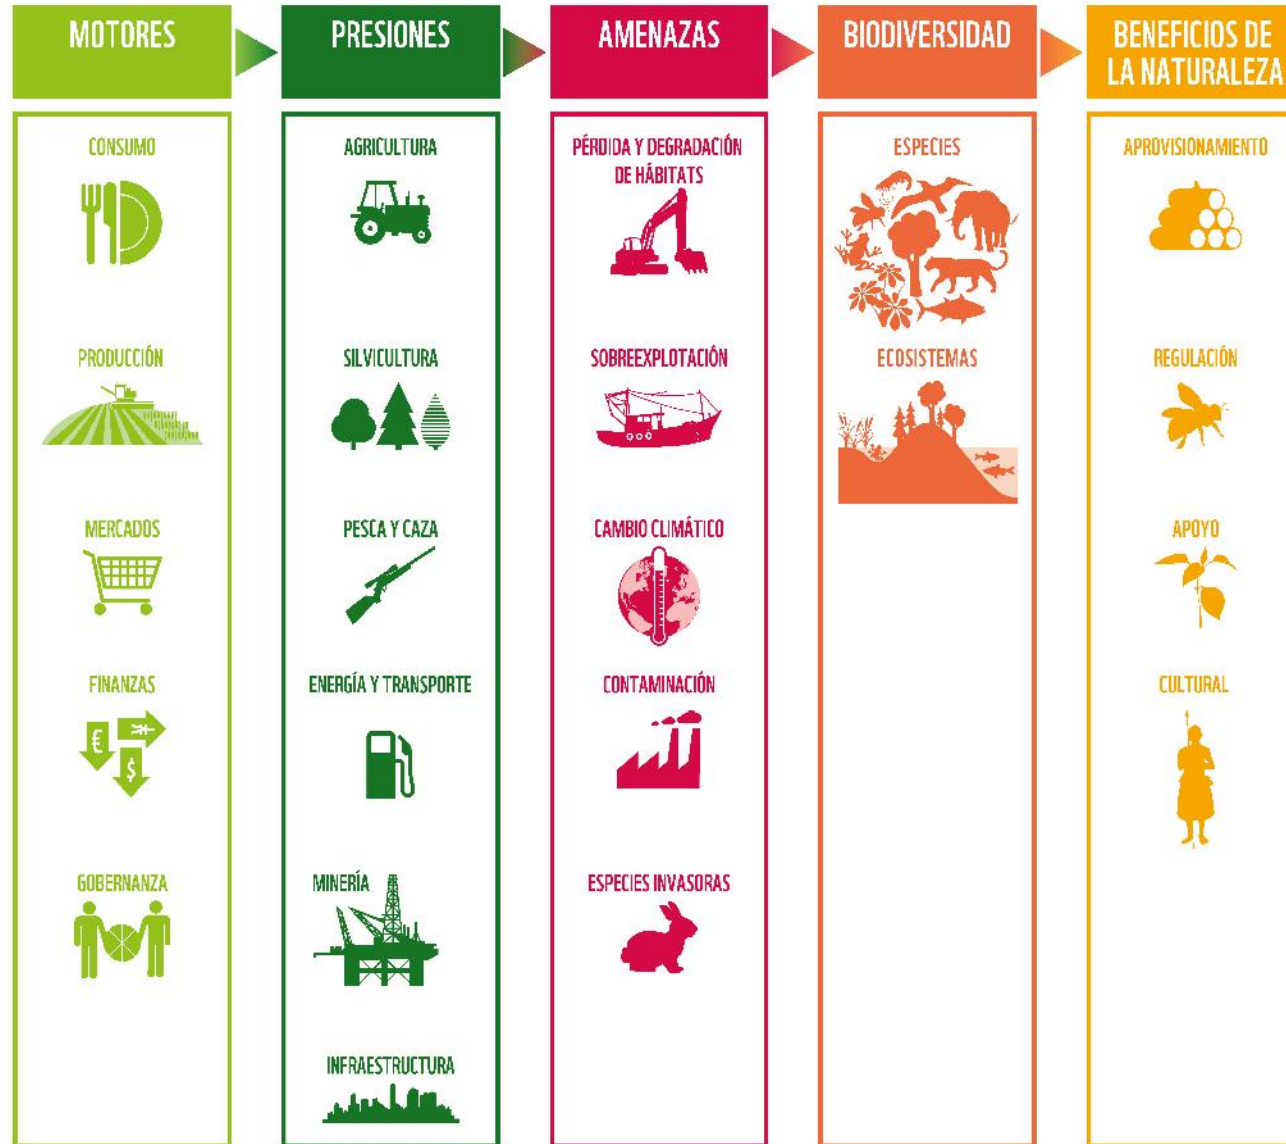 MOTORES
PRESIONES
AMENAZAS
BIODIVERSIDAD
BENEFICIOS DE
LA NATURALEZA
CONSUMO
PRODUCCIÓN
MERCADOS
FINANZAS
€
$
GOBERNANZA
AGRICULTURA
SILVICULTURA
PESCA Y CAZA
ENERGÍA Y TRANSPORTE
MINERÍA
INFRAESTRUCTURA
PÉRDIDA Y DEGRADACIÓN
DE HÁBITATS
SOBREEXPLOTACIÓN
CAMBIO CLIMÁTICO
CONTAMINACIÓN
ESPECIES INVASORAS
ESPECIES
ECOSISTEMAS
APROVISIONAMIENTO
REGULACIÓN
APOYO
CULTURAL